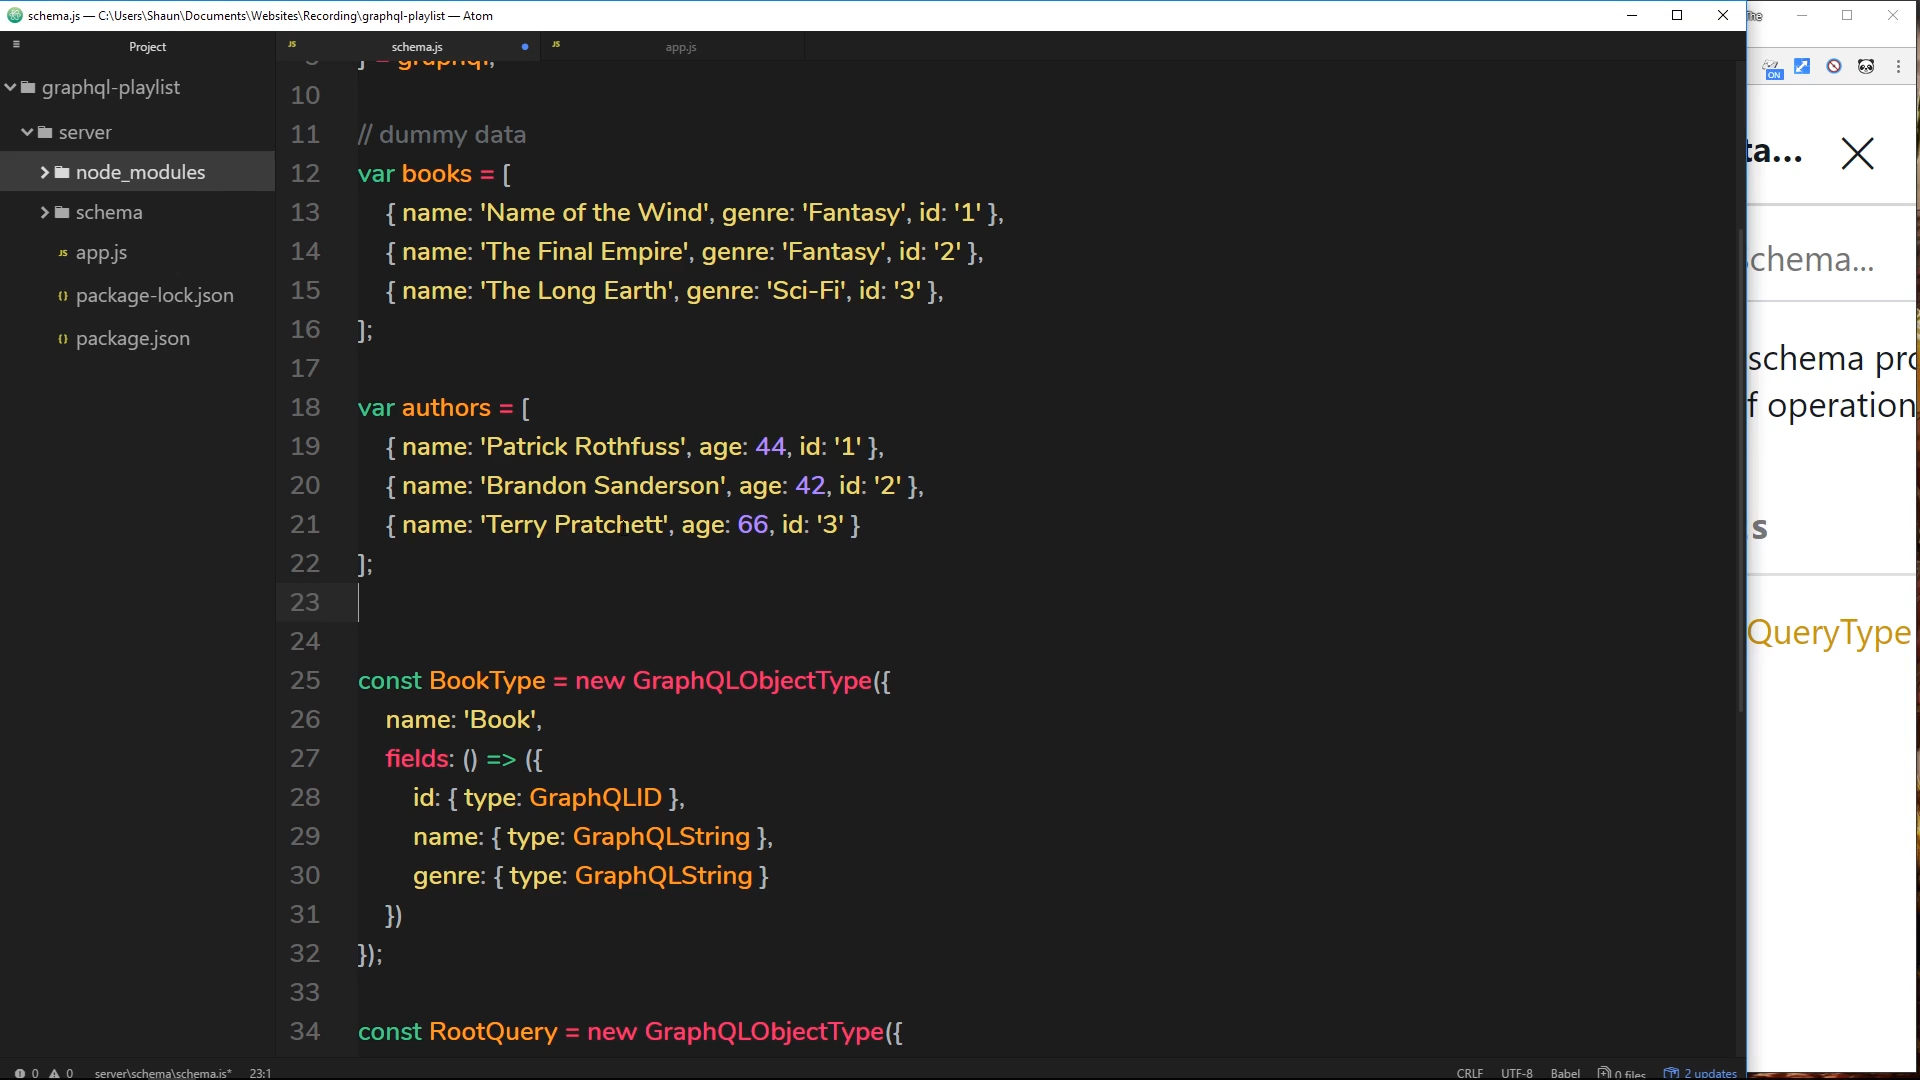 schema.js — C:\Users\Shaun\Documents\Websites\Recording\graphql-playlist — Atom
Project
schema.js
app.js
graphql-playlist
server
node_modules
schema
app.js
package-lock.json
package.json
} = graphql;
10
11 // dummy data
12 var books = [
13 { name: 'Name of the Wind', genre: 'Fantasy', id: '1' },
14 { name: 'The Final Empire', genre: 'Fantasy', id: '2' },
15 { name: 'The Long Earth', genre: 'Sci-Fi', id: '3' },
16 ];
17
18 var authors = [
19 { name: 'Patrick Rothfuss', age: 44, id: '1' },
20 { name: 'Brandon Sanderson', age: 42, id: '2' },
21 { name: 'Terry Pratchett', age: 66, id: '3' }
22 ];
23
24
25 const BookType = new GraphQLObjectType({
26 name: 'Book',
27 fields: () => ({
28 id: { type: GraphQLID },
29 name: { type: GraphQLString },
30 genre: { type: GraphQLString }
31 })
32 });
33
34 const RootQuery = new GraphQLObjectType({
ON
ta...
schema...
schema pro
f operation
s
QueryType
0 0 server\schema\schema.js* 23:1
CRLF UTF-8 Babel 0 files 2 updates